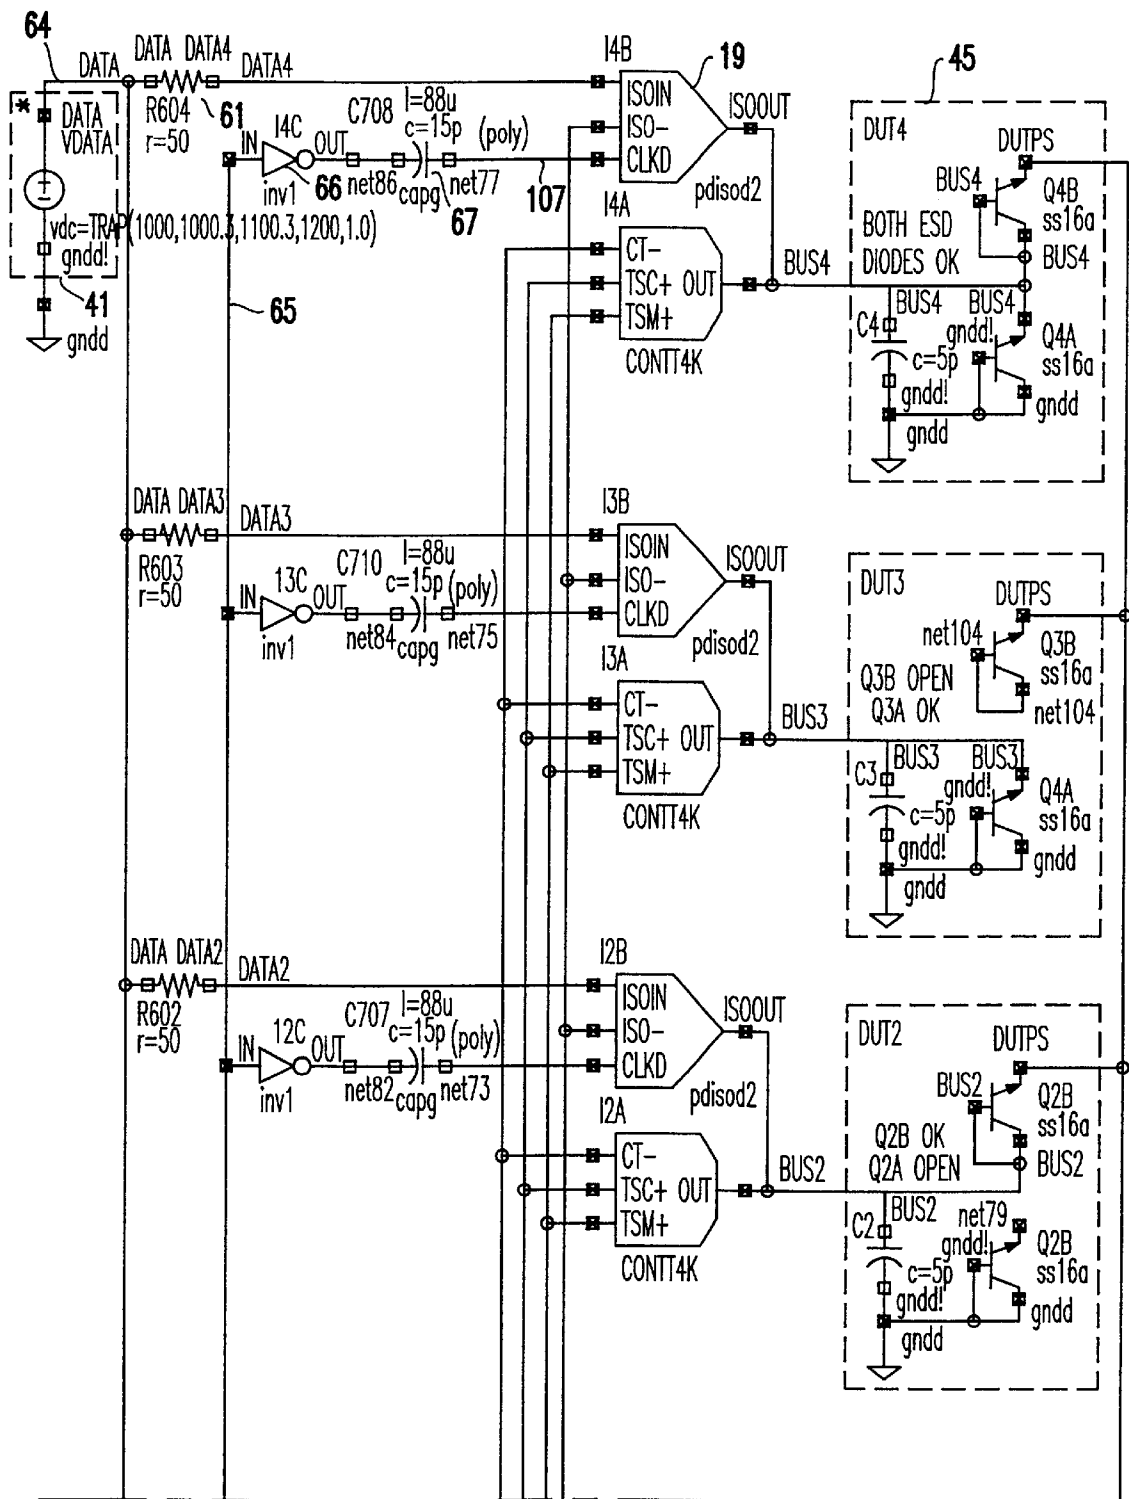 64
DATA
DATA DATA4
DATA4
R604
r=50
61
*
DATA
VDATA
vdc=TRAP(1000,1000.3,1100.3,1200,1.0)
gndd!
41
gndd
65
IN
I4C
OUT
inv1
66
C708
l=88u
c=15p
(poly)
net86
capg
net77
67
107
I4B
19
ISOIN
ISO-
CLKD
ISOOUT
pdisod2
I4A
CT-
TSC+ OUT
TSM+
CONTT4K
BUS4
45
DUT4
DUTPS
BUS4
Q4B
ss16a
BOTH ESD
DIODES OK
BUS4
BUS4
BUS4
C4
c=5p
gndd!
gndd!
Q4A
ss16a
gndd
gndd
DATA DATA3
DATA3
R603
r=50
IN
13C
OUT
inv1
C710
l=88u
c=15p
(poly)
net84
capg
net75
I3B
ISOIN
ISO-
CLKD
ISOOUT
pdisod2
I3A
CT-
TSC+ OUT
TSM+
CONTT4K
BUS3
DUT3
DUTPS
net104
Q3B
ss16a
Q3B OPEN
Q3A OK
net104
BUS3
BUS3
C3
c=5p
gndd!
gndd!
Q4A
ss16a
gndd
gndd
DATA DATA2
DATA2
R602
r=50
IN
12C
OUT
inv1
C707
l=88u
c=15p
(poly)
net82
capg
net73
I2B
ISOIN
ISO-
CLKD
ISOOUT
pdisod2
I2A
CT-
TSC+ OUT
TSM+
CONTT4K
BUS2
DUT2
DUTPS
BUS2
Q2B
ss16a
Q2B OK
Q2A OPEN
BUS2
BUS2
net79
C2
c=5p
gndd!
gndd!
Q2B
ss16a
gndd
gndd